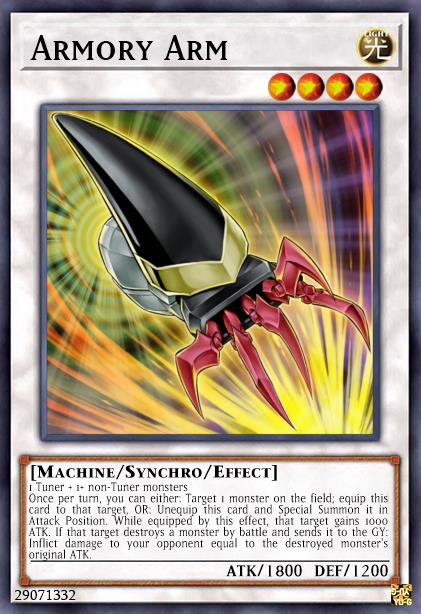 ARMORY ARM
LIGHT
光
[MACHINE/SYNCHRO/EFFECT]
1 Tuner + 1+ non-Tuner monsters
Once per turn, you can either: Target 1 monster on the field; equip this
card to that target, OR: Unequip this card and Special Summon it in
Attack Position. While equipped by this effect, that target gains 1000
ATK. If that target destroys a monster by battle and sends it to the GY:
Inflict damage to your opponent equal to the destroyed monster's
original ATK.
ATK/1800 DEF/1200
29071332